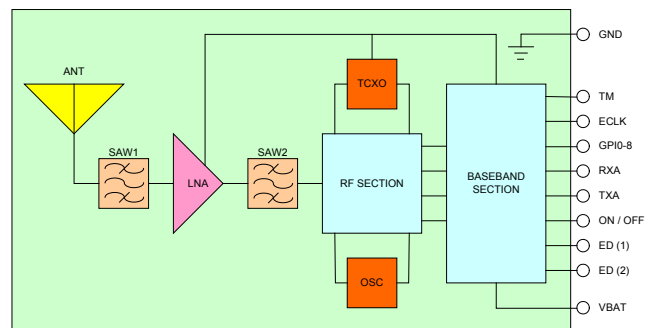 GND
ANT
TCXO
TM
ECLK
SAW1
SAW2
GPI0-8
LNA
RF SECTION
BASEBAND
SECTION
RXA
TXA
ON / OFF
ED (1)
OSC
ED (2)
VBAT